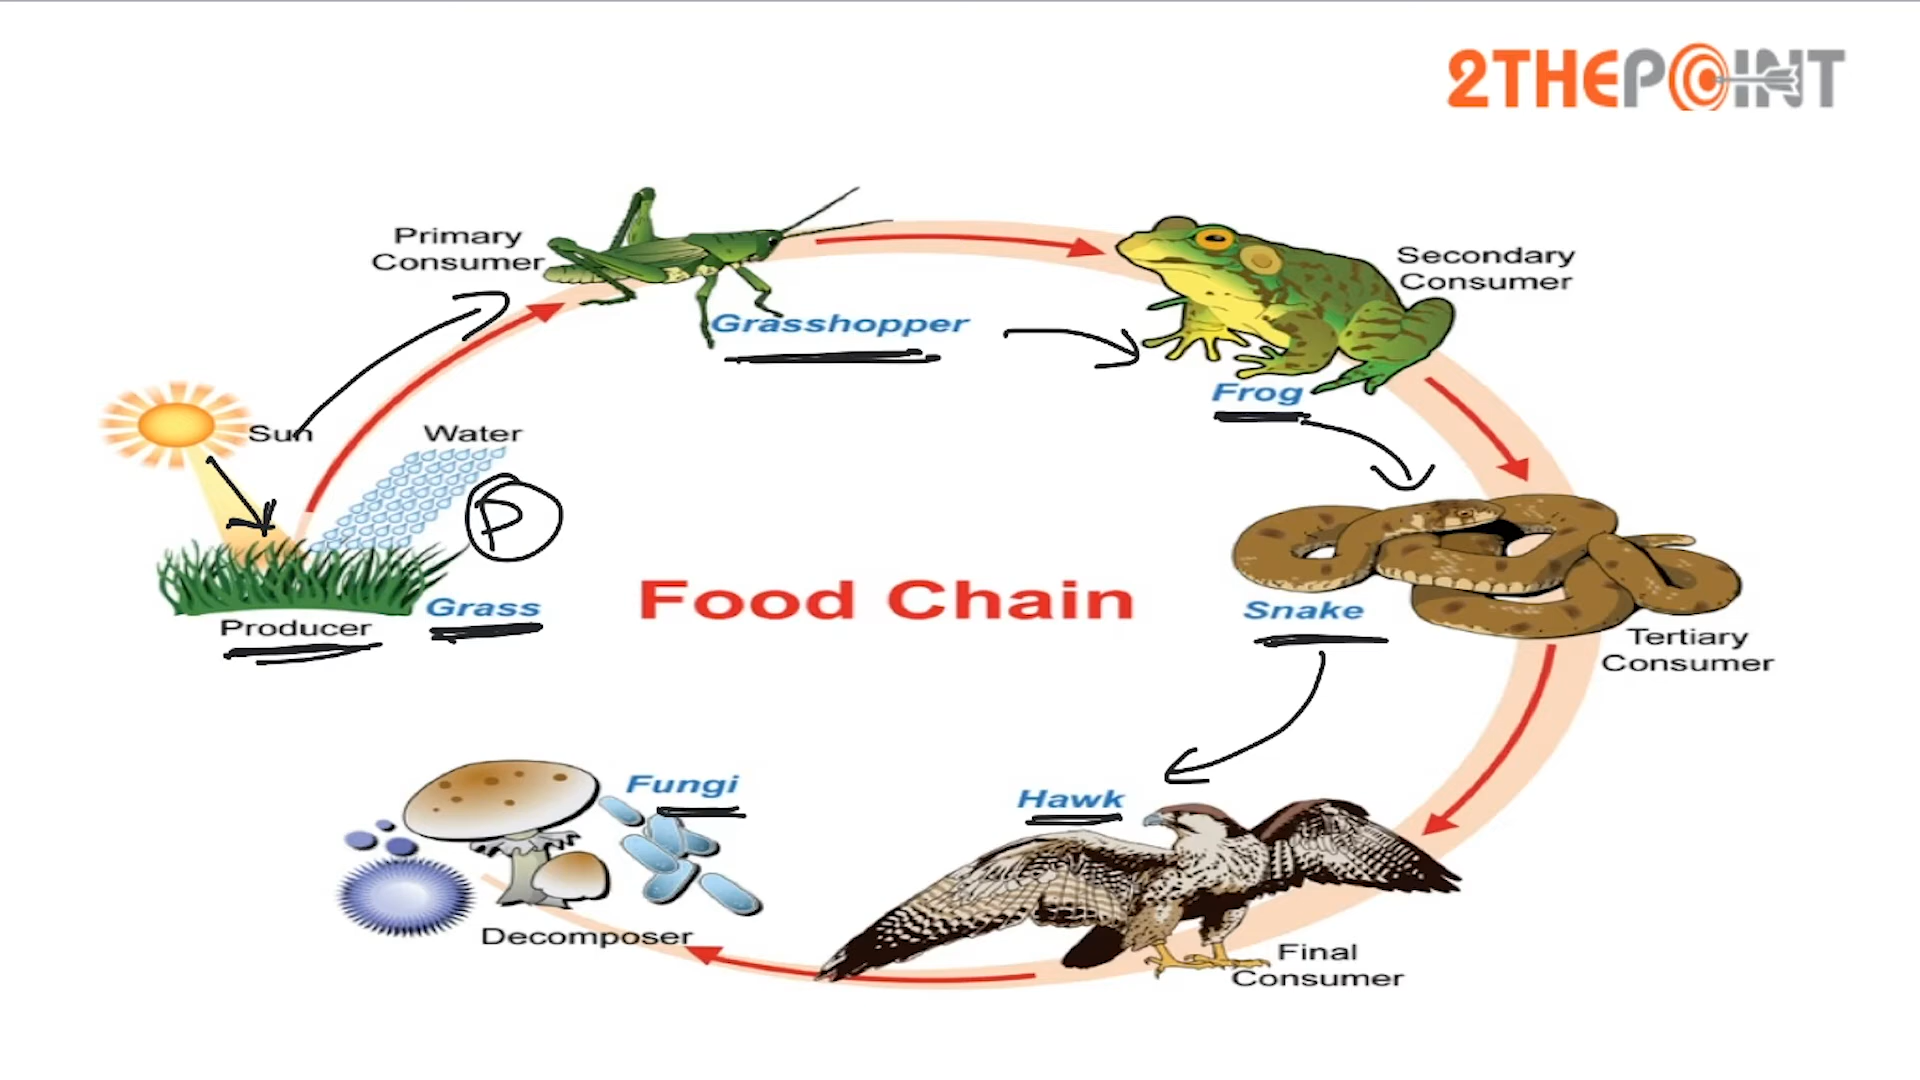 2THEPOINT
Primary
Consumer
Grasshopper
Secondary
Consumer
Frog
Sun
Water
P
Grass
Producer
Food Chain
Snake
Tertiary
Consumer
Fungi
Hawk
Decomposer
Final
Consumer